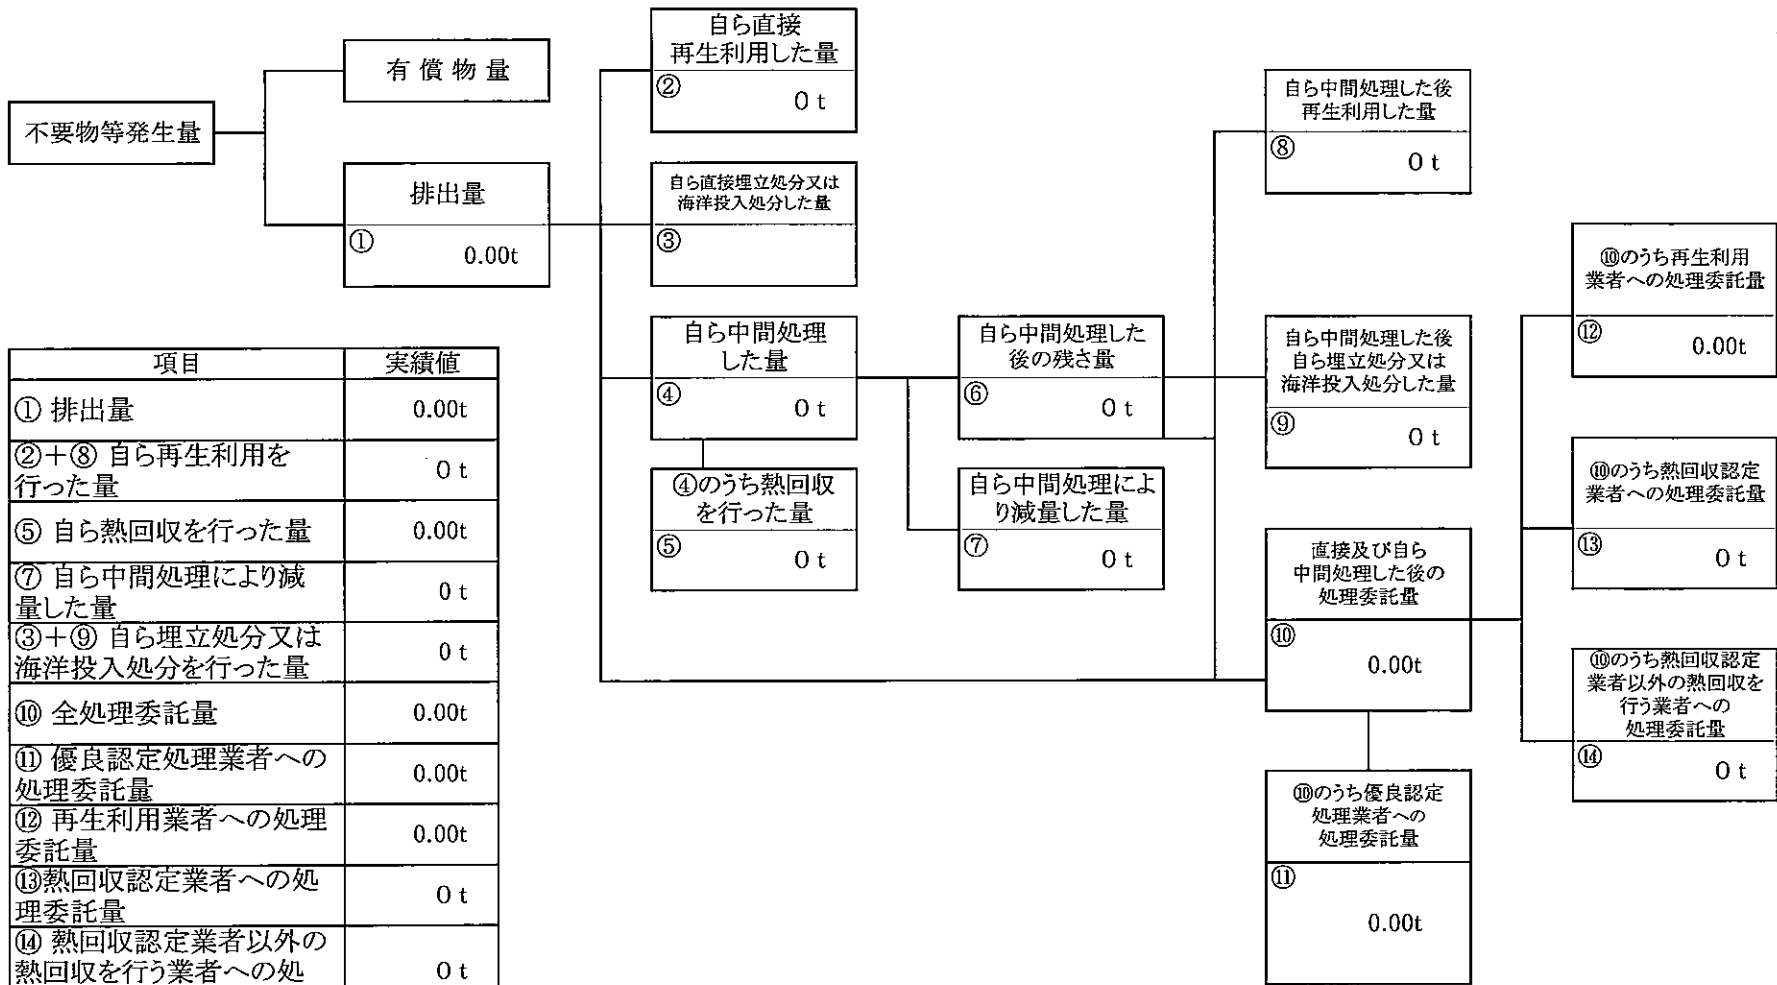 不要物等発生量
有償物量
排出量
①
0.00t
自ら直接
再生利用した量
②
0 t
自ら直接埋立処分又は
海洋投入処分した量
③
自ら中間処理
した量
④
0 t
④のうち熱回収
を行った量
⑤
0 t
自ら中間処理した
後の残さ量
⑥
0 t
自ら中間処理によ
り減量した量
⑦
0 t
自ら中間処理した後
再生利用した量
⑧
0 t
自ら中間処理した後
自ら埋立処分又は
海洋投入処分した量
⑨
0 t
直接及び自ら
中間処理した後の
処理委託量
⑩
0.00t
⑩のうち優良認定
処理業者への
処理委託量
⑪
0.00t
⑩のうち再生利用
業者への処理委託量
⑫
0.00t
⑩のうち熱回収認定
業者への処理委託量
⑬
0 t
⑩のうち熱回収認定
業者以外の熱回収を
行う業者への
処理委託量
⑭
0 t
項目 実績値
① 排出量 0.00t
②+⑧ 自ら再生利用を
行った量 0 t
⑤ 自ら熱回収を行った量 0.00t
⑦ 自ら中間処理により減
量した量 0 t
③+⑨ 自ら埋立処分又は
海洋投入処分を行った量 0 t
⑩ 全処理委託量 0.00t
⑪ 優良認定処理業者への
処理委託量 0.00t
⑫ 再生利用業者への処理
委託量 0.00t
⑬熱回収認定業者への処
理委託量 0 t
⑭ 熱回収認定業者以外の
熱回収を行う業者への処 0 t